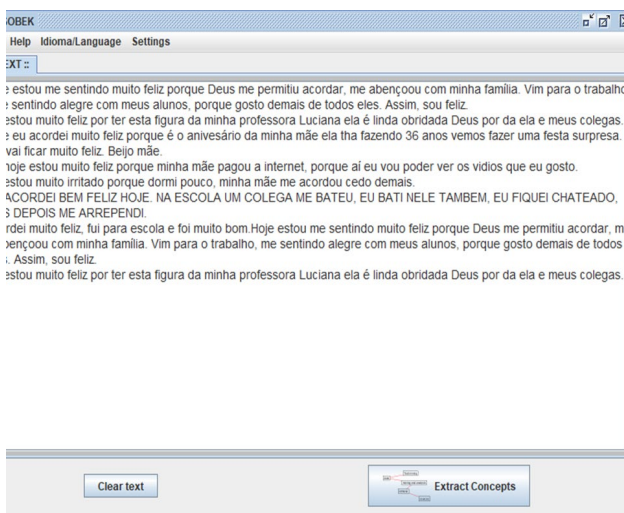 OBEK
Help Idioma/Language Settings
EXT ::
e estou me sentindo muito feliz porque Deus me permitiu acordar, me abençoou com minha família. Vim para o trabalho
e sentindo alegre com meus alunos, porque gosto demais de todos eles. Assim, sou feliz.
estou muito feliz por ter esta figura da minha professora Luciana ela é linda obridada Deus por da ela e meus colegas.
e eu acordei muito feliz porque é o anivesário da minha mãe ela tha fazendo 36 anos vemos fazer uma festa surpresa.
vai ficar muito feliz. Beijo mãe.
hoje estou muito feliz porque minha mãe pagou a internet, porque aí eu vou poder ver os vidios que eu gosto.
estou muito irritado porque dormi pouco, minha mãe me acordou cedo demais.
ACORDEI BEM FELIZ HOJE. NA ESCOLA UM COLEGA ME BATEU, EU BATI NELE TAMBEM, EU FIQUEI CHATEADO,
S DEPOIS ME ARREPENDI.
rdei muito feliz, fui para escola e foi muito bom.Hoje estou me sentindo muito feliz porque Deus me permitiu acordar, m
bençoou com minha família. Vim para o trabalho, me sentindo alegre com meus alunos, porque gosto demais de todos
s. Assim, sou feliz.
estou muito feliz por ter esta figura da minha professora Luciana ela é linda obridada Deus por da ela e meus colegas.
Clear text
Extract Concepts